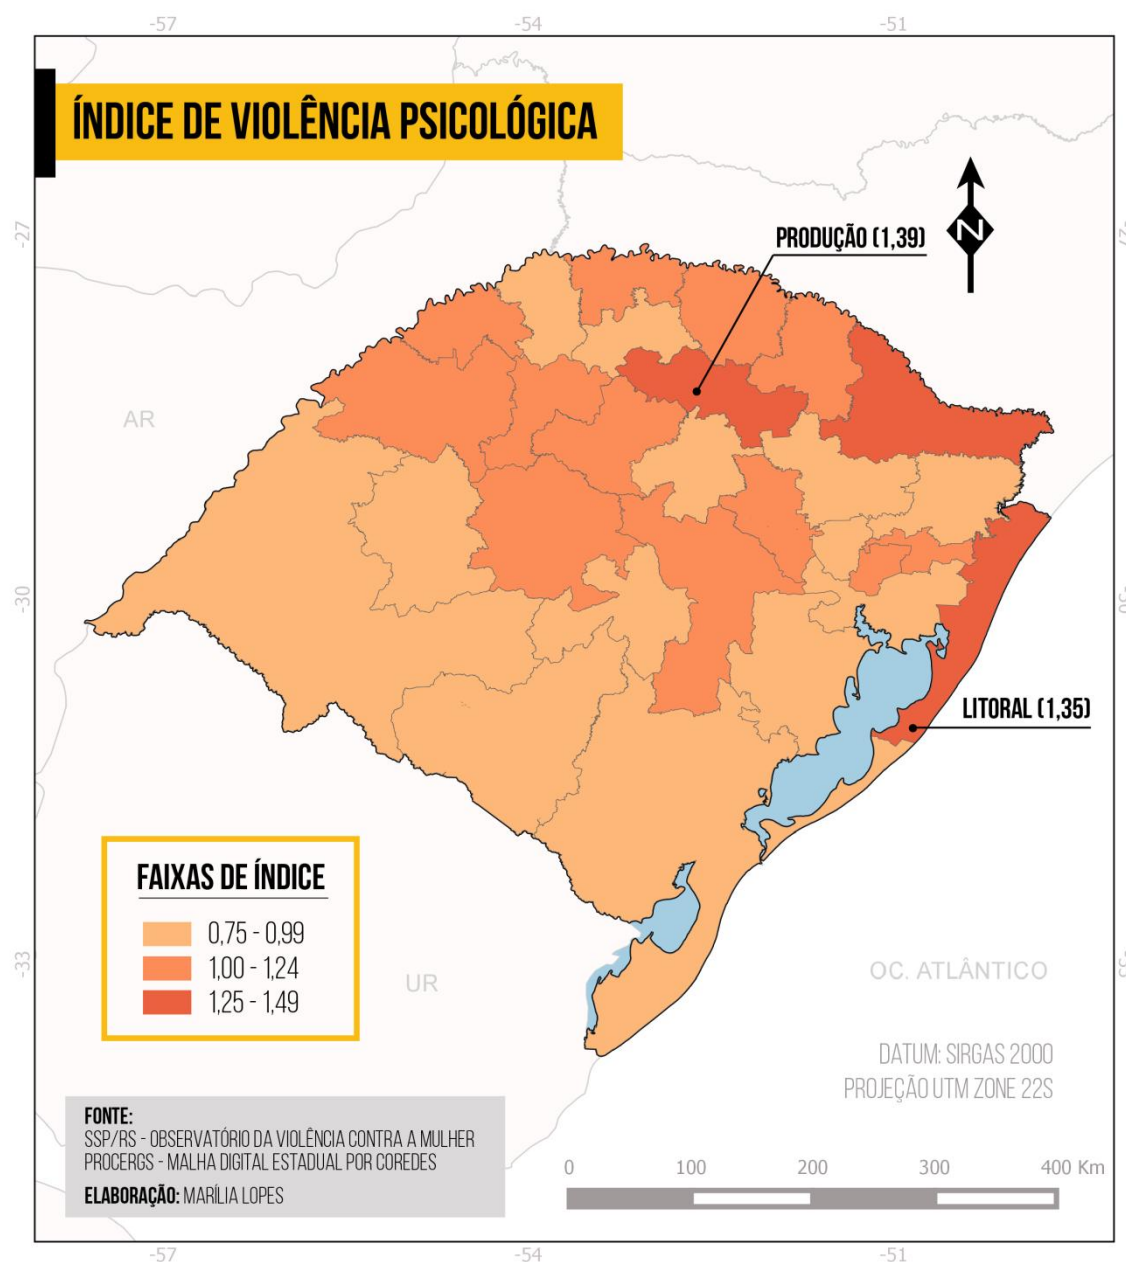 -57
-54
-51
ÍNDICE DE VIOLÊNCIA PSICOLÓGICA
N
-27
PRODUÇÃO (1,39)
AR
-30
LITORAL (1,35)
FAIXAS DE ÍNDICE
0,75 - 0,99
1,00 - 1,24
1,25 - 1,49
-33
UR
OC. ATLÂNTICO
DATUM: SIRGAS 2000
PROJEÇÃO UTM ZONE 22S
FONTE:
SSP/RS - OBSERVATÓRIO DA VIOLÊNCIA CONTRA A MULHER
PROCERGS - MALHA DIGITAL ESTADUAL POR COREDES
ELABORAÇÃO: MARÍLIA LOPES
0 100 200 300 400 Km
-57
-54
-51